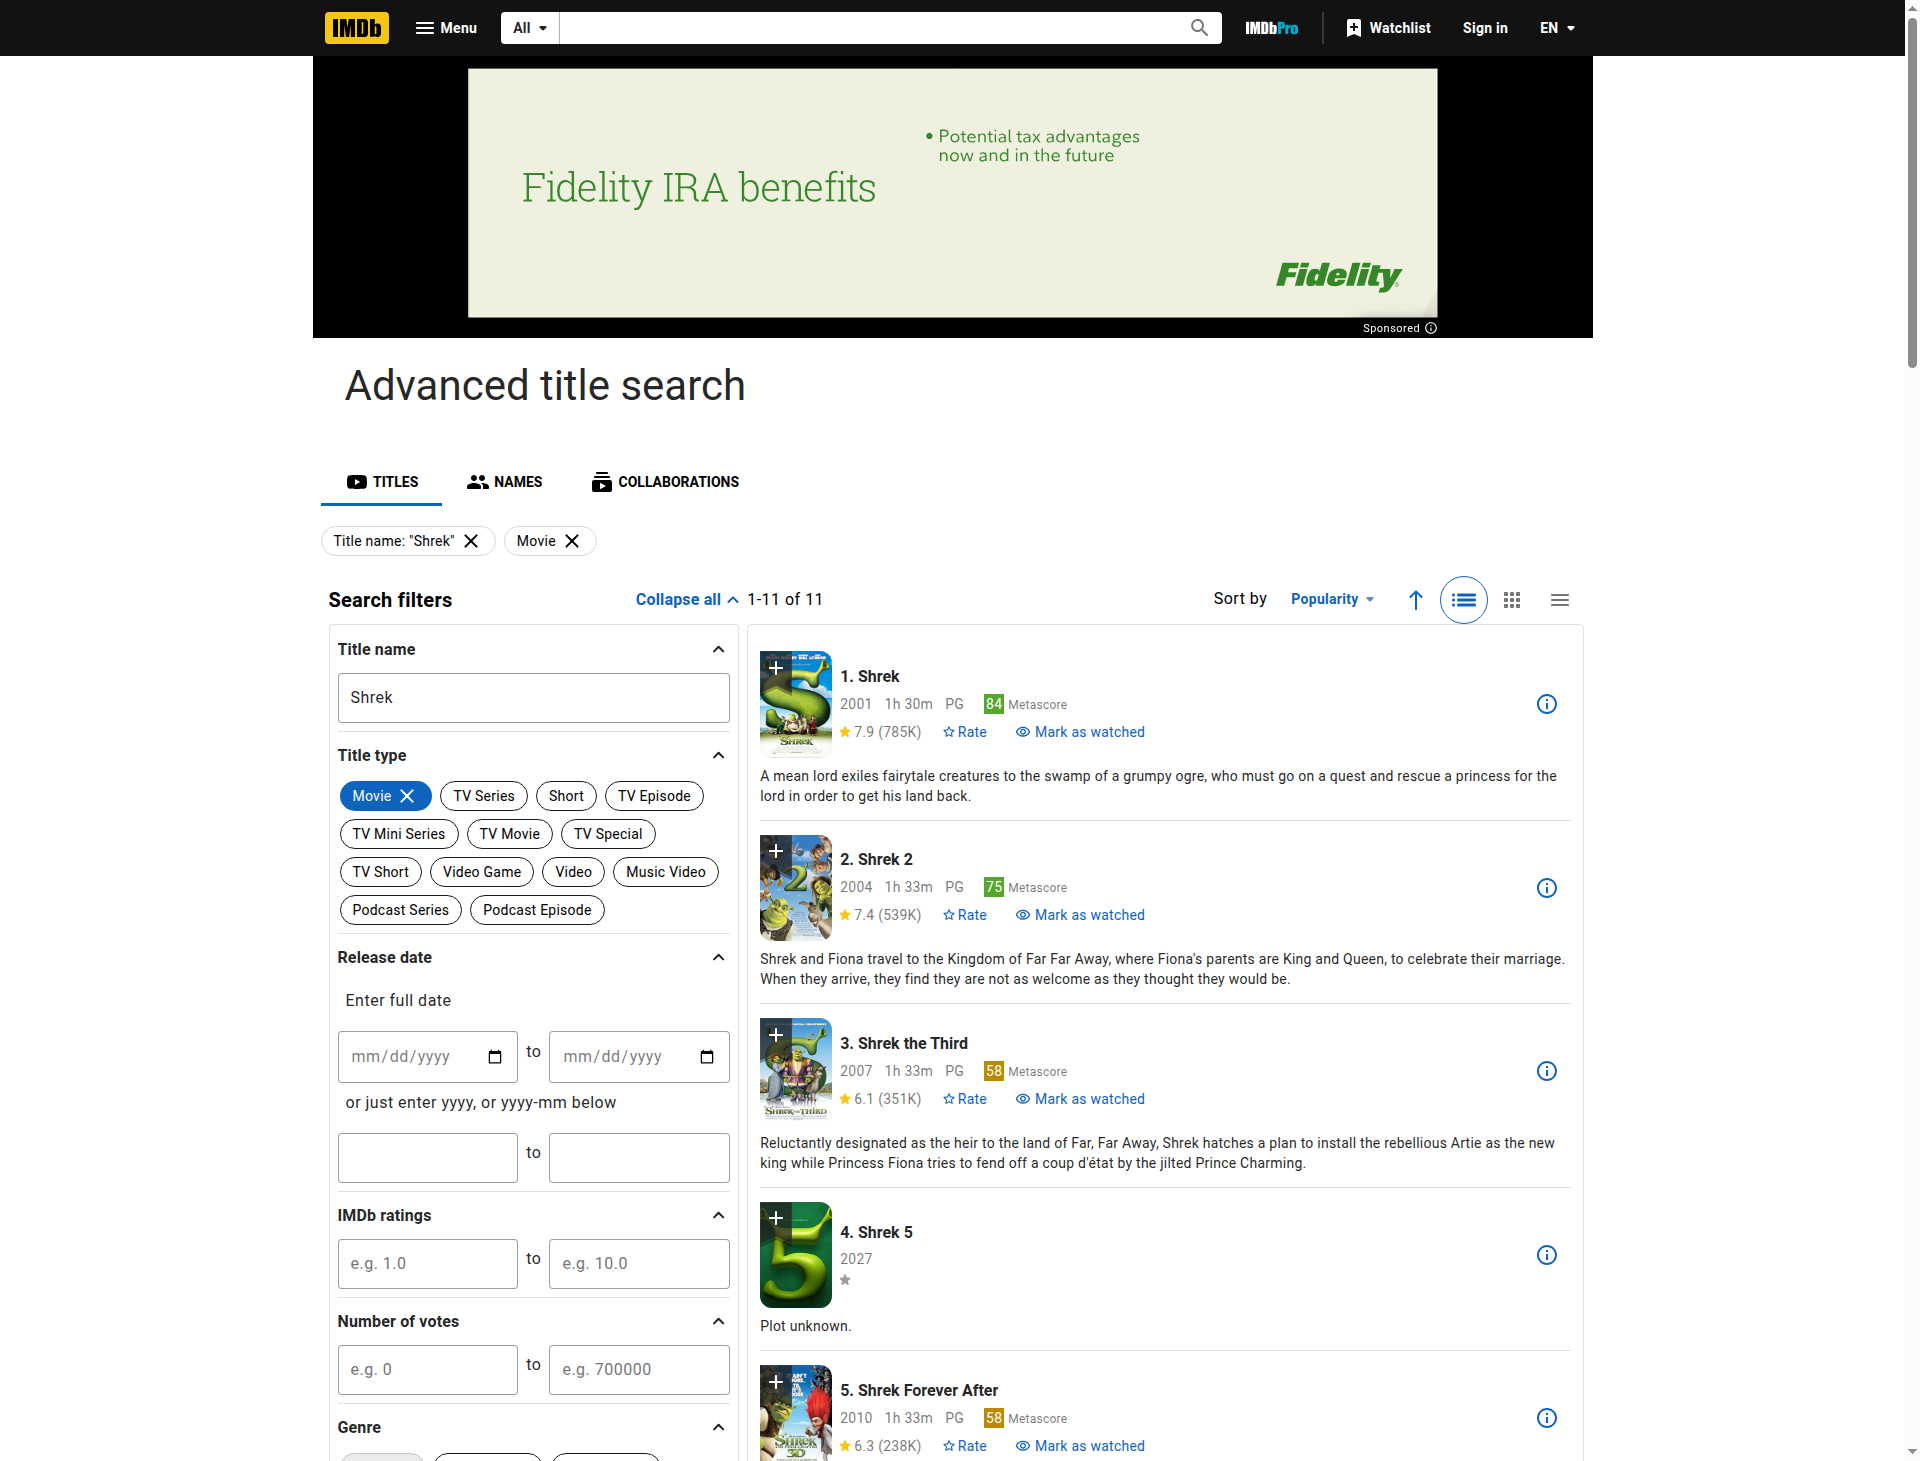 IMDb
Menu
All
IMDbPro
Watchlist
Sign in
EN
Fidelity IRA benefits
• Potential tax advantages
now and in the future
Fidelity
Sponsored
Advanced title search
TITLES
NAMES
COLLABORATIONS
Title name: "Shrek"
Movie
Search filters
Collapse all
1-11 of 11
Sort by
Popularity
Title name
Shrek
Title type
Movie
TV Series
Short
TV Episode
TV Mini Series
TV Movie
TV Special
TV Short
Video Game
Video
Music Video
Podcast Series
Podcast Episode
Release date
Enter full date
mm/dd/yyyy
to
mm/dd/yyyy
or just enter yyyy, or yyyy-mm below
to
IMDb ratings
e.g. 1.0
to
e.g. 10.0
Number of votes
e.g. 0
to
e.g. 700000
Genre
SHREK
1. Shrek
2001 1h 30m PG 84 Metascore
7.9 (785K) Rate Mark as watched
A mean lord exiles fairytale creatures to the swamp of a grumpy ogre, who must go on a quest and rescue a princess for the
lord in order to get his land back.
2
2. Shrek 2
2004 1h 33m PG 75 Metascore
7.4 (539K) Rate Mark as watched
Shrek and Fiona travel to the Kingdom of Far Far Away, where Fiona's parents are King and Queen, to celebrate their marriage.
When they arrive, they find they are not as welcome as they thought they would be.
SHREK THE THIRD
3. Shrek the Third
2007 1h 33m PG 58 Metascore
6.1 (351K) Rate Mark as watched
Reluctantly designated as the heir to the land of Far, Far Away, Shrek hatches a plan to install the rebellious Artie as the new
king while Princess Fiona tries to fend off a coup d'état by the jilted Prince Charming.
5
4. Shrek 5
2027
Plot unknown.
SHREK
3D
5. Shrek Forever After
2010 1h 33m PG 58 Metascore
6.3 (238K) Rate Mark as watched